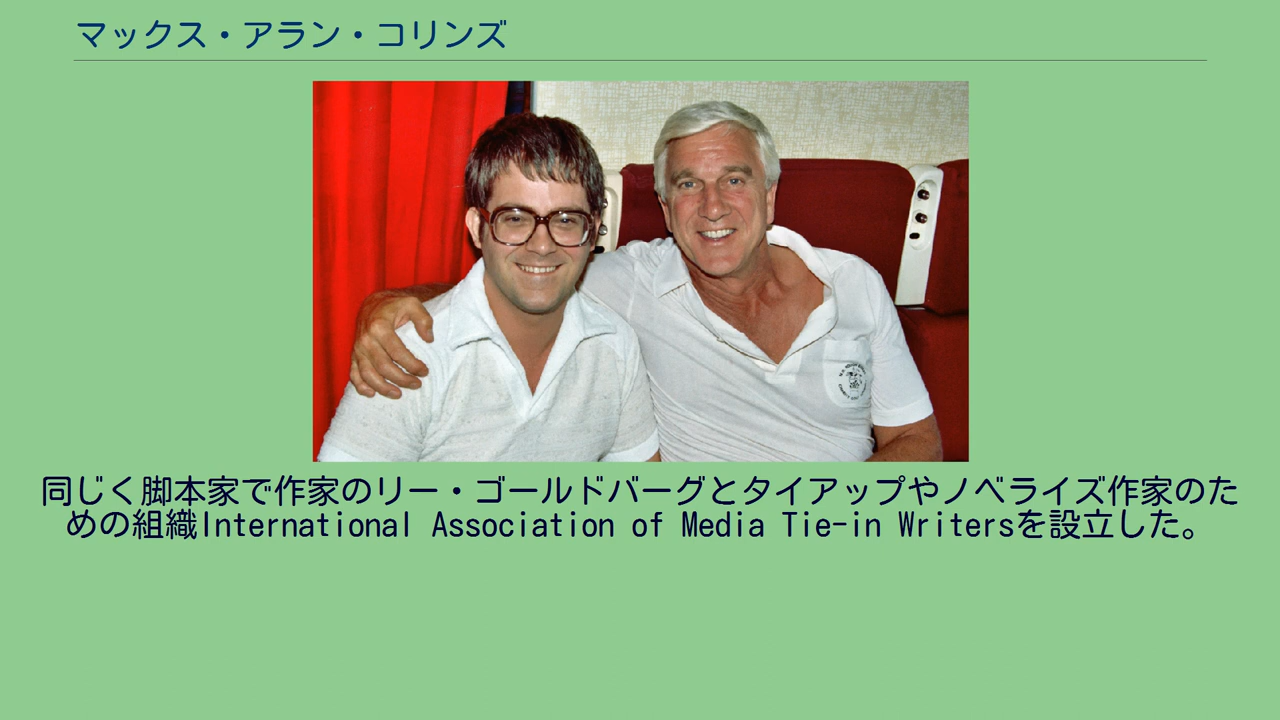 マックス・アラン・コリンズ
同じく脚本家で作家のリー・ゴールドバーグとタイアップやノベライズ作家のた
めの組織International Association of Media Tie-in Writersを設立した。